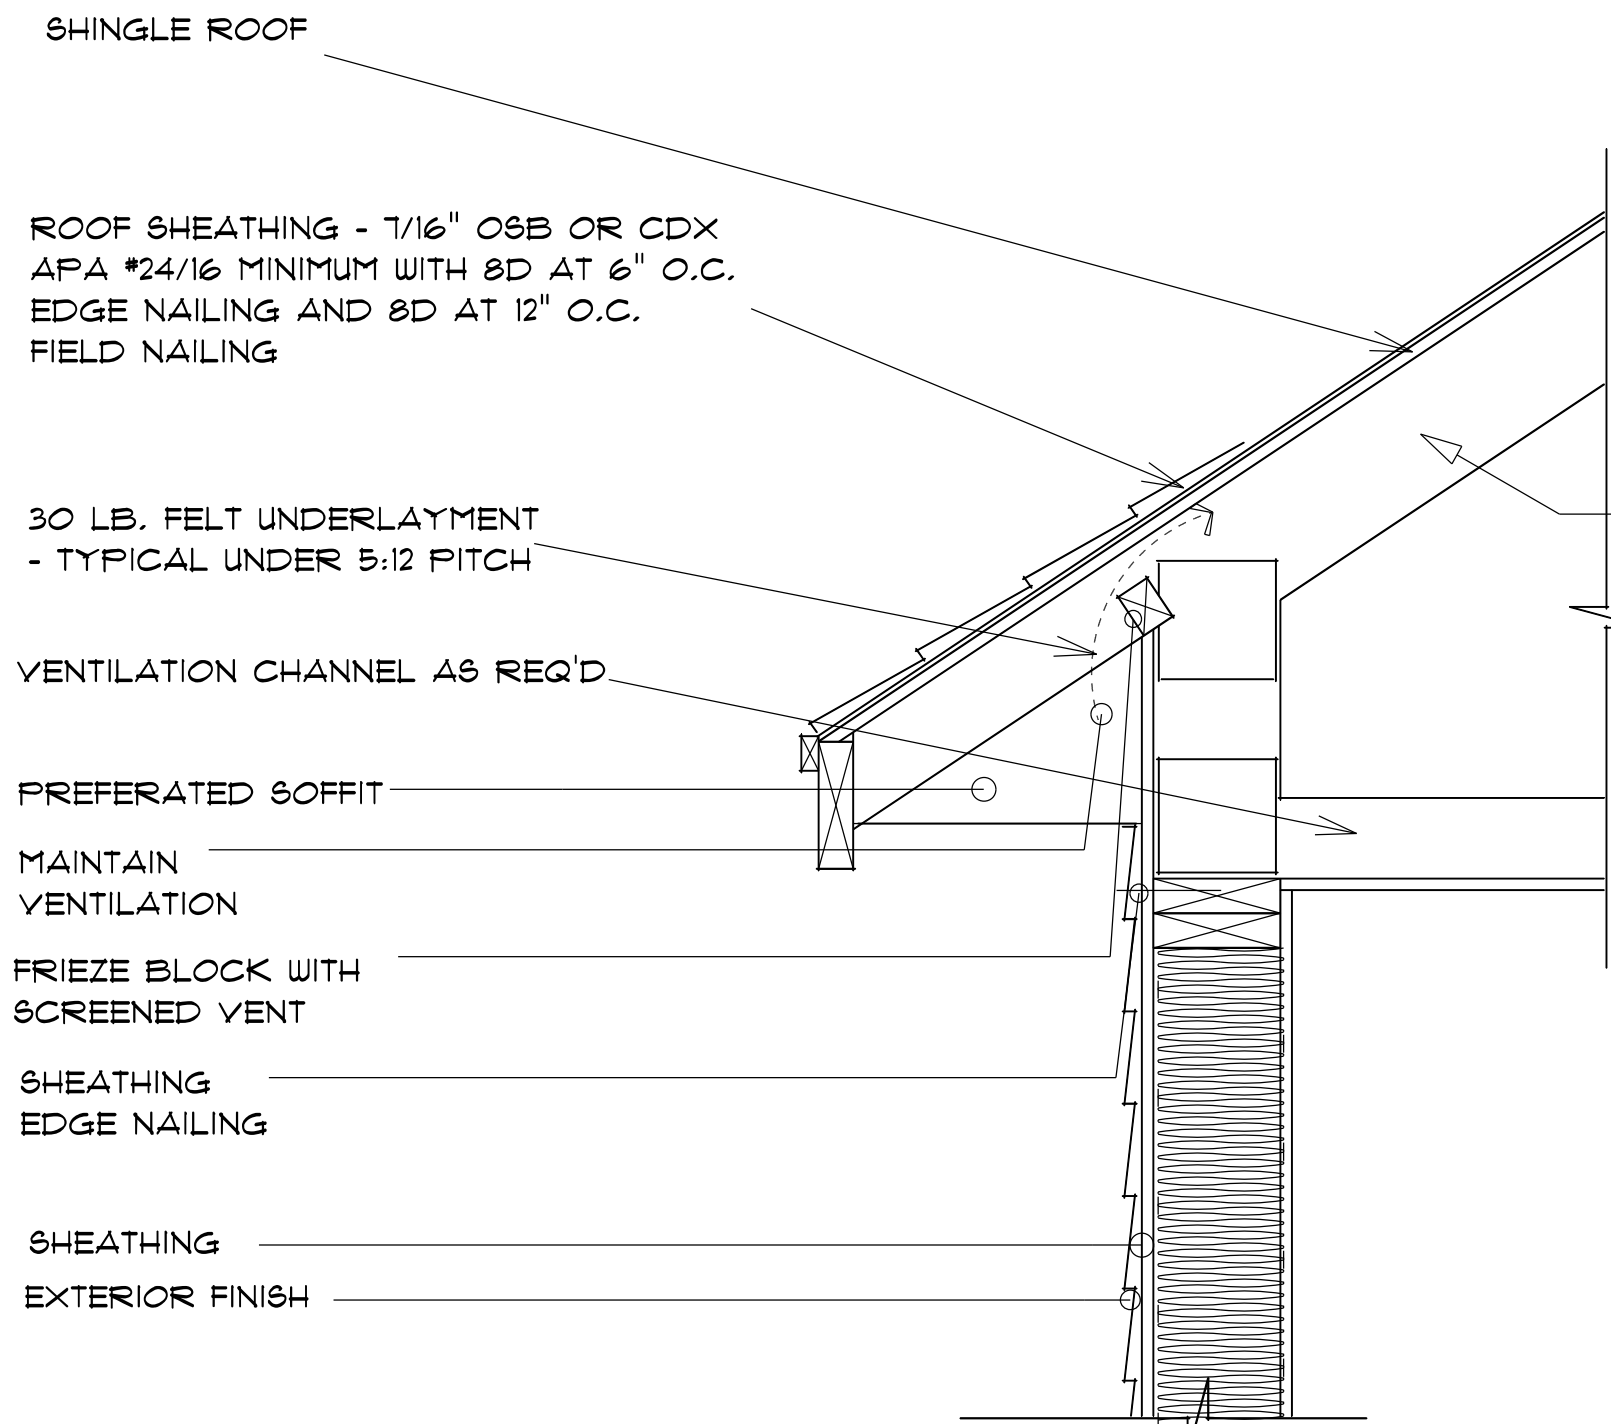 SHINGLE ROOF
ROOF SHEATHING - 7/16" OSB OR CDX
APA #24/16 MINIMUM WITH 8D AT 6" O.C.
EDGE NAILING AND 8D AT 12" O.C.
FIELD NAILING
30 LB. FELT UNDERLAYMENT
- TYPICAL UNDER 5:12 PITCH
VENTILATION CHANNEL AS REQ'D
PREFERATED SOFFIT
MAINTAIN
VENTILATION
FRIEZE BLOCK WITH
SCREENED VENT
SHEATHING
EDGE NAILING
SHEATHING
EXTERIOR FINISH